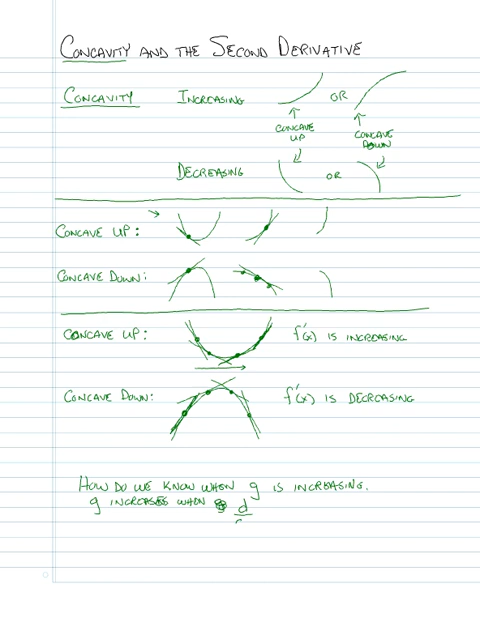 CONCAVITY AND THE SECOND DERIVATIVE
CONCAVITY INCREASING OR
CONCAVE UP CONCAVE DOWN
DECREASING OR
CONCAVE UP:
CONCAVE DOWN:
CONCAVE UP: f'(x) IS INCREASING
CONCAVE DOWN: f'(x) IS DECREASING
HOW DO WE KNOW WHEN g IS INCREASING.
g INCREASES WHEN d